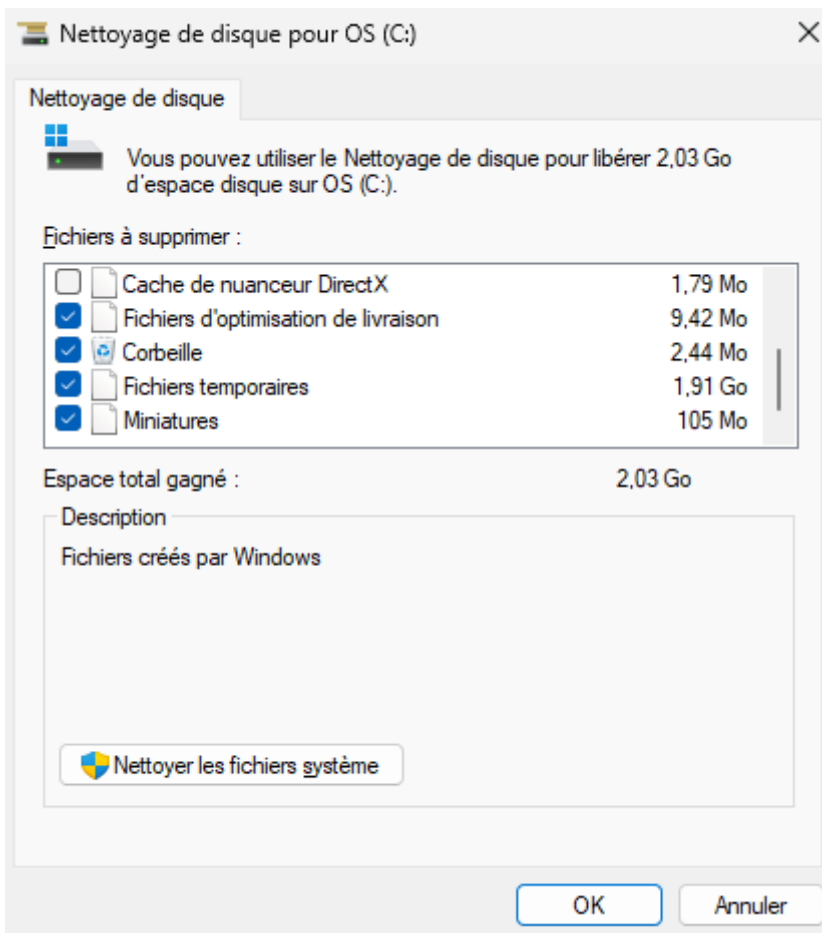 Nettoyage de disque pour OS (C:)
Nettoyage de disque
Vous pouvez utiliser le Nettoyage de disque pour libérer 2,03 Go
d'espace disque sur OS (C:).
Fichiers à supprimer :
Cache de nuanceur DirectX 1,79 Mo
Fichiers d'optimisation de livraison 9,42 Mo
Corbeille 2,44 Mo
Fichiers temporaires 1,91 Go
Miniatures 105 Mo
Espace total gagné : 2,03 Go
Description
Fichiers créés par Windows
Nettoyer les fichiers système
OK Annuler